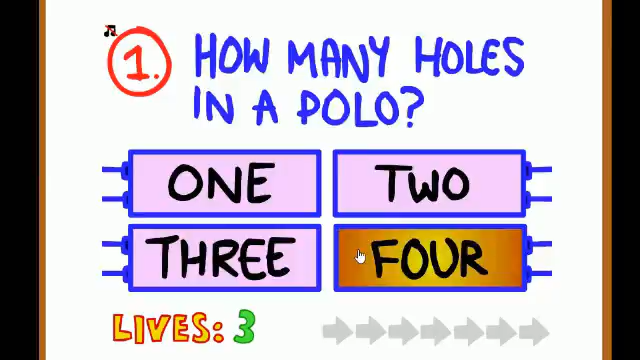 1.
HOW MANY HOLES
IN A POLO?
ONE
TWO
THREE
FOUR
LIVES: 3